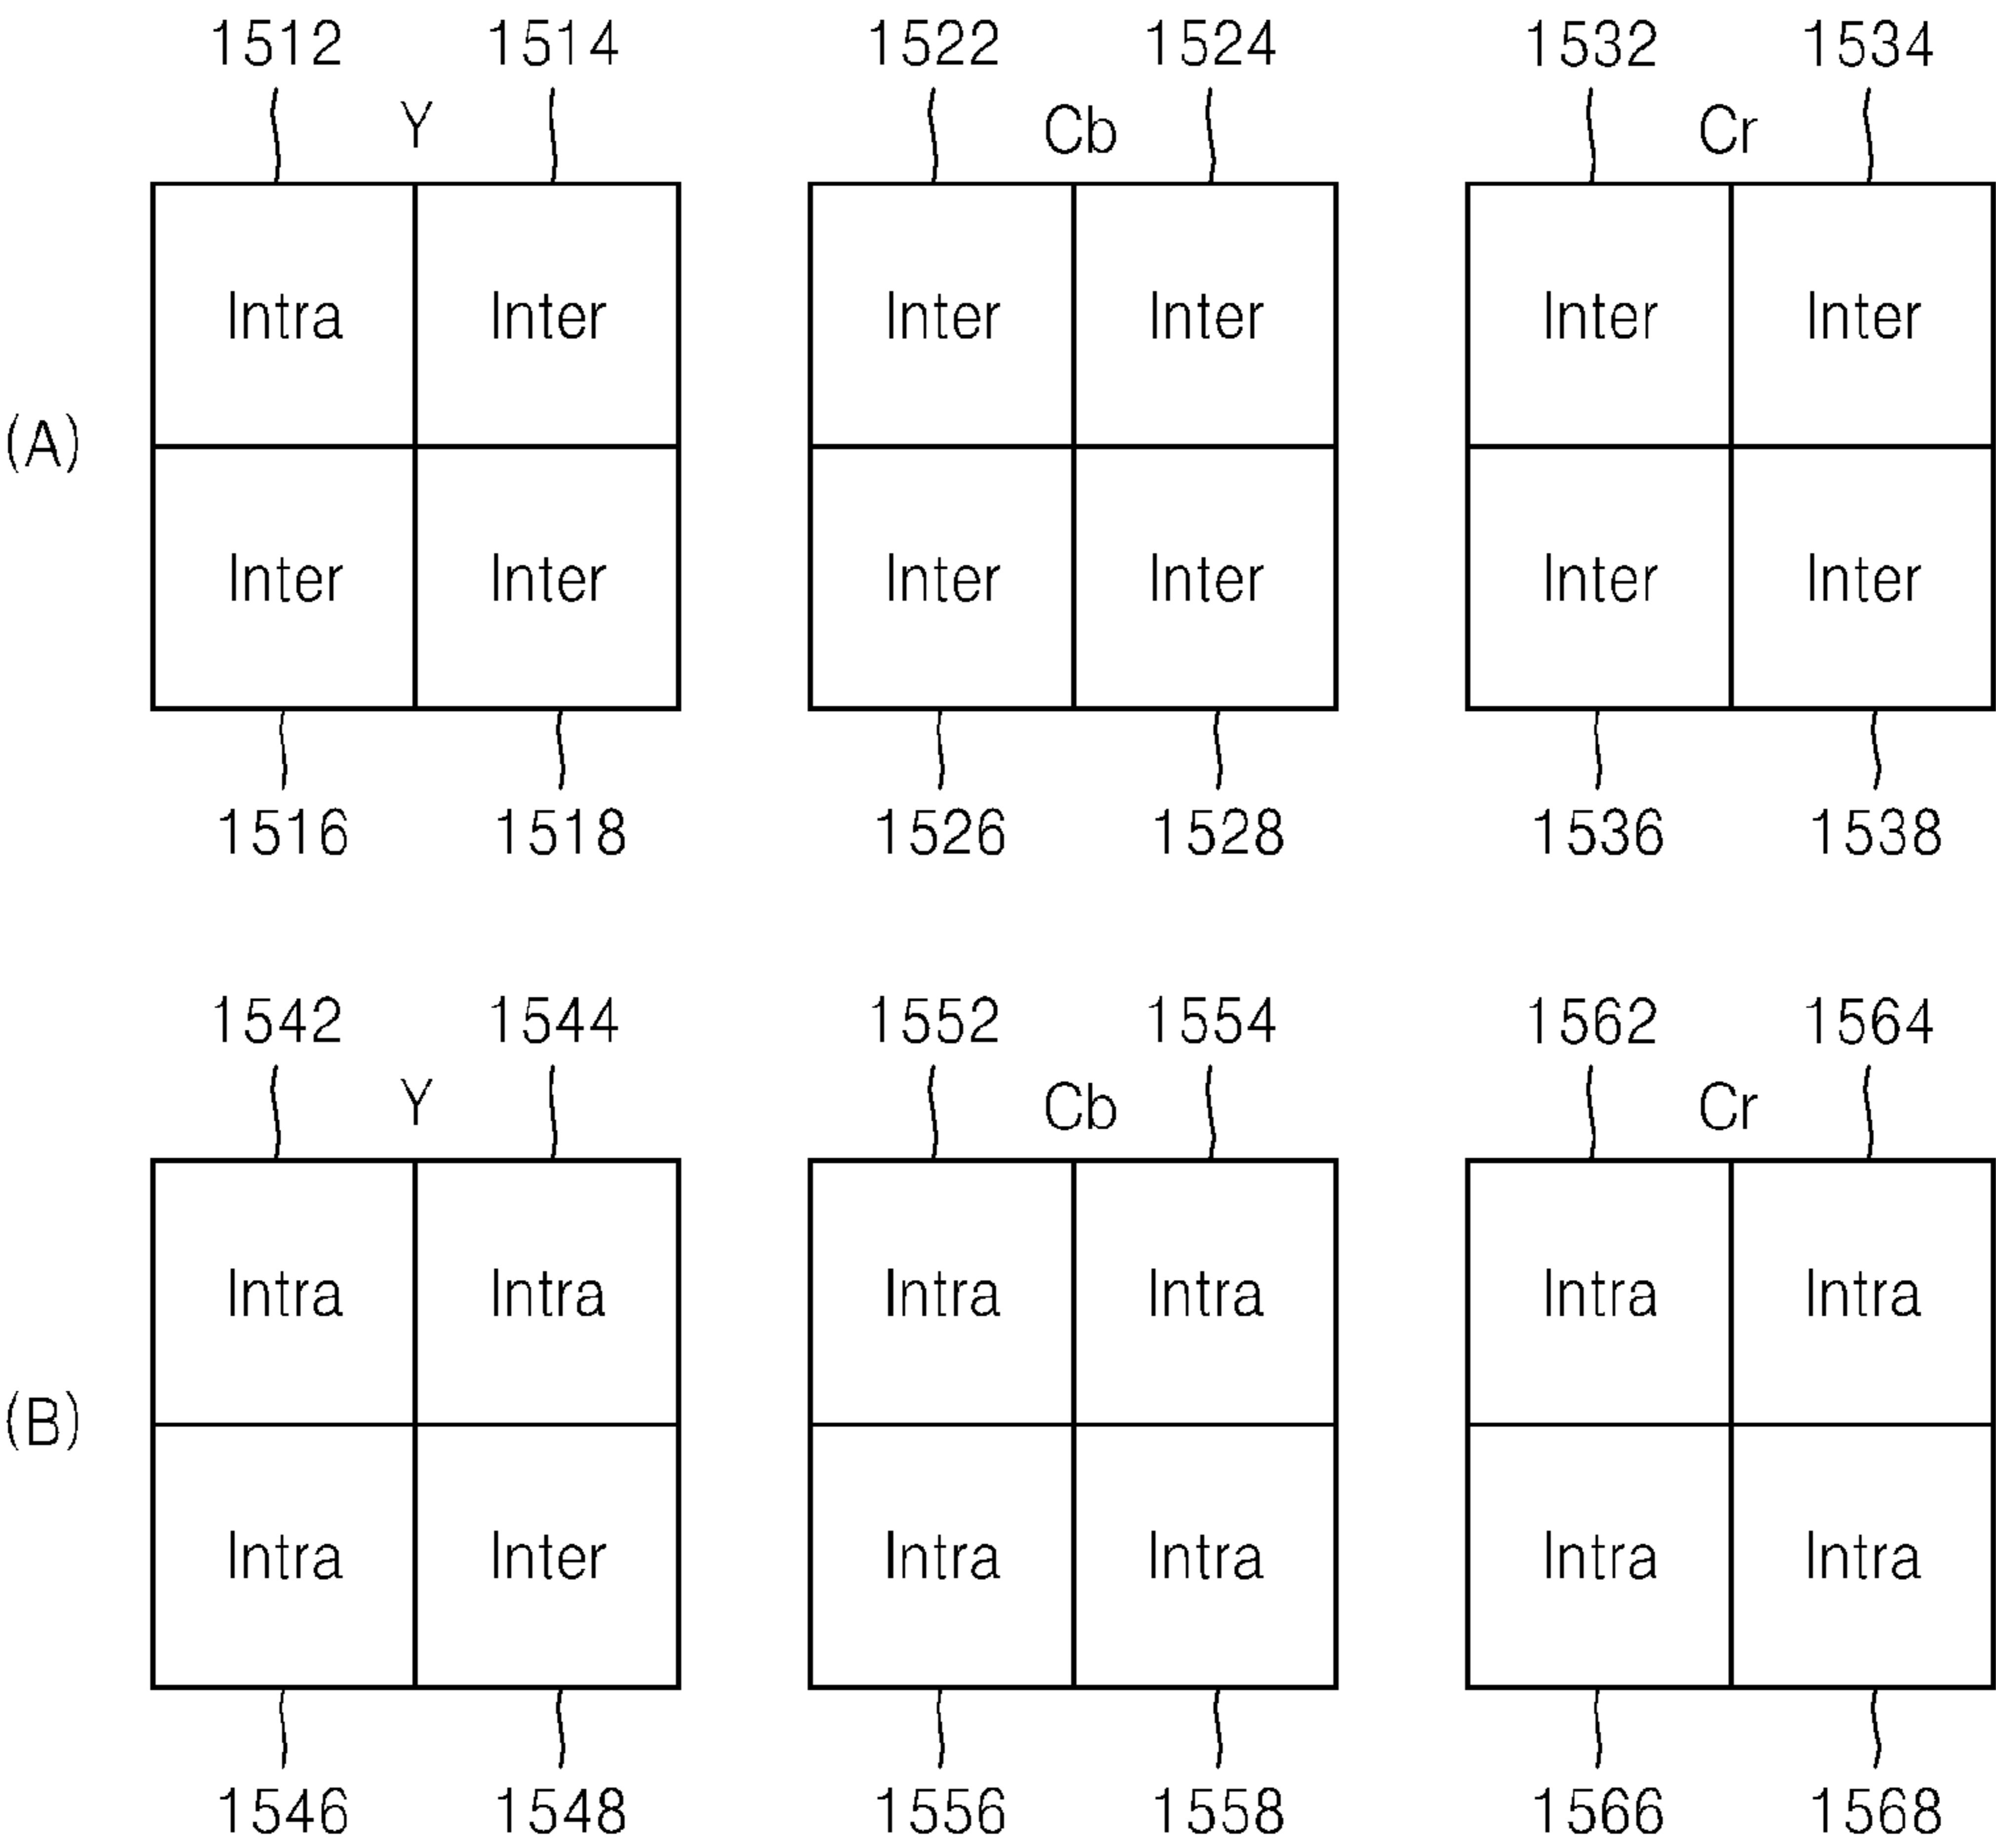 1512 1514 1522 1524 1532 1534
Y Cb Cr
Intra Inter Inter Inter Inter Inter
(A)
Inter Inter Inter Inter Inter Inter
1516 1518 1526 1528 1536 1538
1542 1544 1552 1554 1562 1564
Y Cb Cr
Intra Intra Intra Intra Intra Intra
(B)
Intra Inter Intra Intra Intra Intra
1546 1548 1556 1558 1566 1568